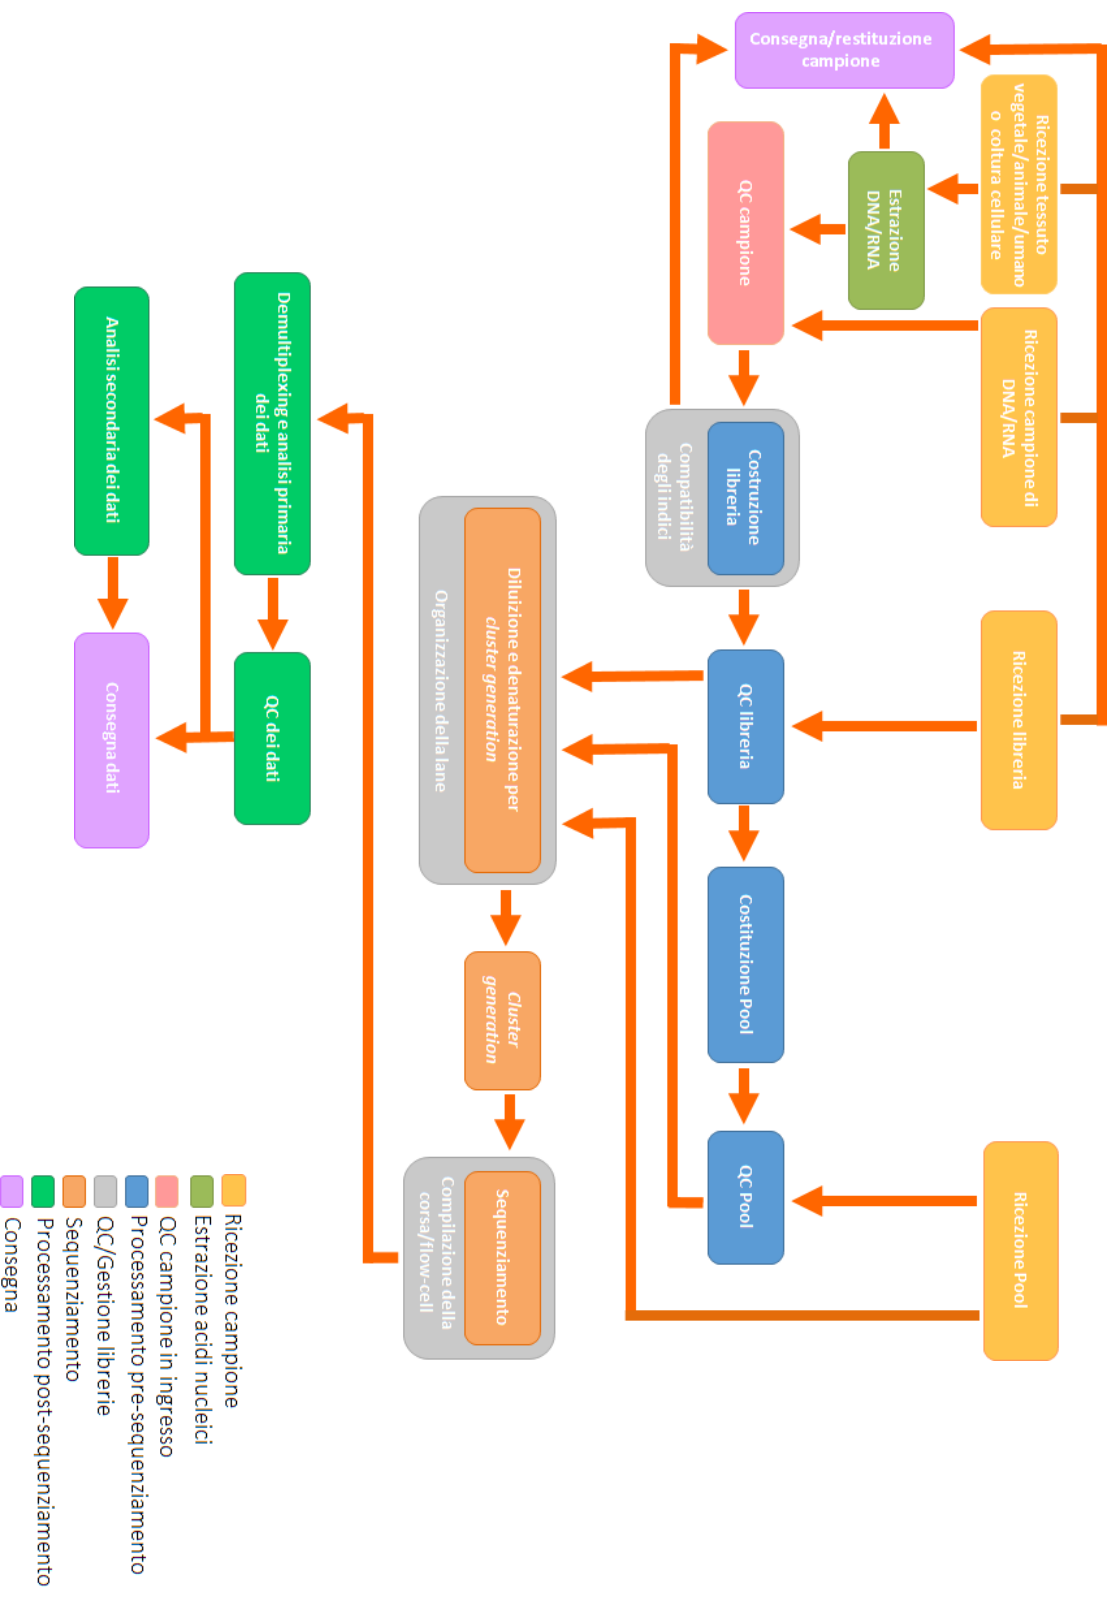 Consegna/restituzione
campione
Ricezione tessuto
vegetale/animale/umano
o coltura cellulare
Ricezione campione di
DNA/RNA
Ricezione libreria
Ricezione Pool
Estrazione
DNA/RNA
QC campione
Costruzione
libreria
Compatibilità
degli indici
QC libreria
Costituzione Pool
QC Pool
Diluizione e denaturazione per
cluster generation
Organizzazione della lane
Cluster
generation
Sequenziamento
Compilazione della
corsa/flow-cell
Demultiplexing e analisi primaria
dei dati
QC dei dati
Analisi secondaria dei dati
Consegna dati
Ricezione campione
Estrazione acidi nucleici
QC campione in ingresso
Processamento pre-sequenziamento
QC/Gestione librerie
Sequenziamento
Processamento post-sequenziamento
Consegna